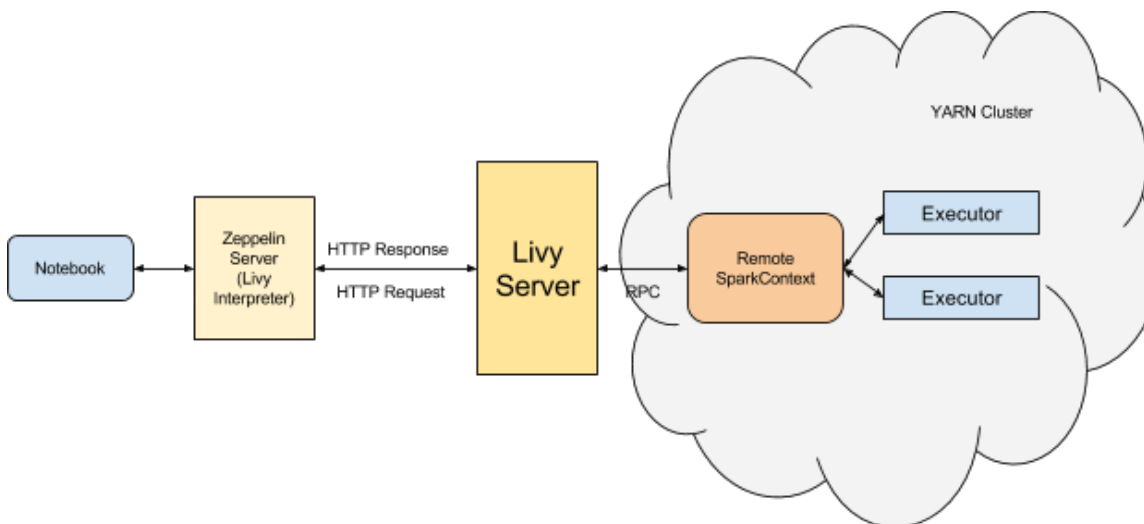 YARN Cluster
Notebook
Zeppelin
Server
(Livy
Interpreter)
HTTP Response
HTTP Request
Livy
Server
RPC
Remote
SparkContext
Executor
Executor